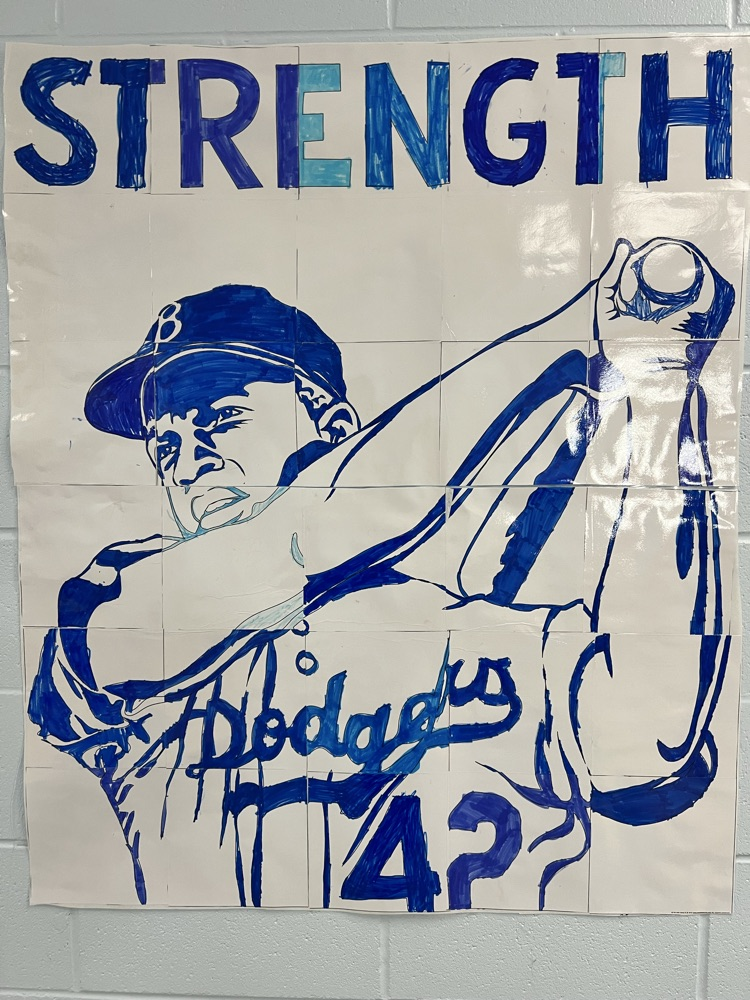 STRENGTH
B
Dodgers
42